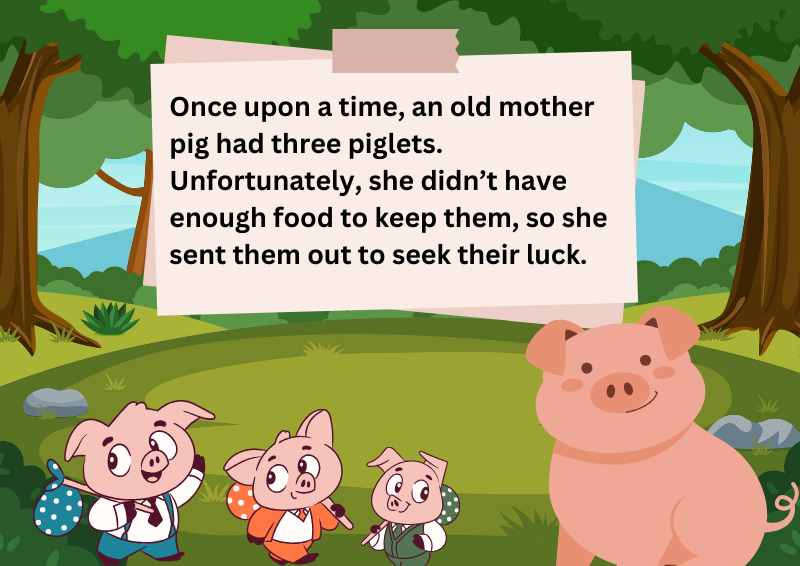 Once upon a time, an old mother
pig had three piglets.
Unfortunately, she didn’t have
enough food to keep them, so she
sent them out to seek their luck.